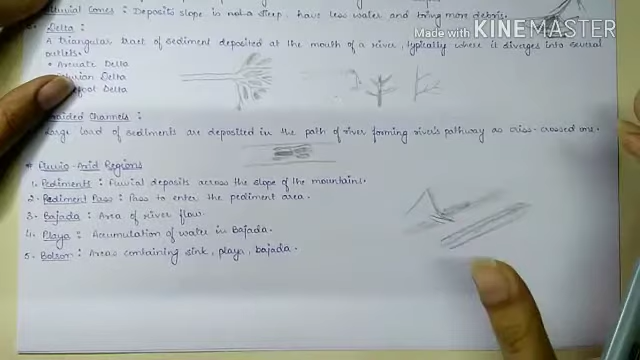 Alluvial Cones: Deposits slope is not a steep, have less water and bring more debris.
Made with KINEMASTER
Delta:
A triangular tract of sediment deposited at the mouth of a river, typically where it divages into several
outlets.
* Arcuate Delta
Delta
Delta
Braided Channels:
Large load of sediments are deposited in the path of river forming river's pathway as criss-crossed one.
* Fluvio-Arid Regions
1. Pediments: Fluvial deposits across the slope of the mountains.
2. Pediment Pass: Pass to enter the pediment area.
3. Bajada: Area of river flow.
4. Playa: Acumulation of water in Bajada.
5. Bolson: Areas containing sink, playa, bajada.